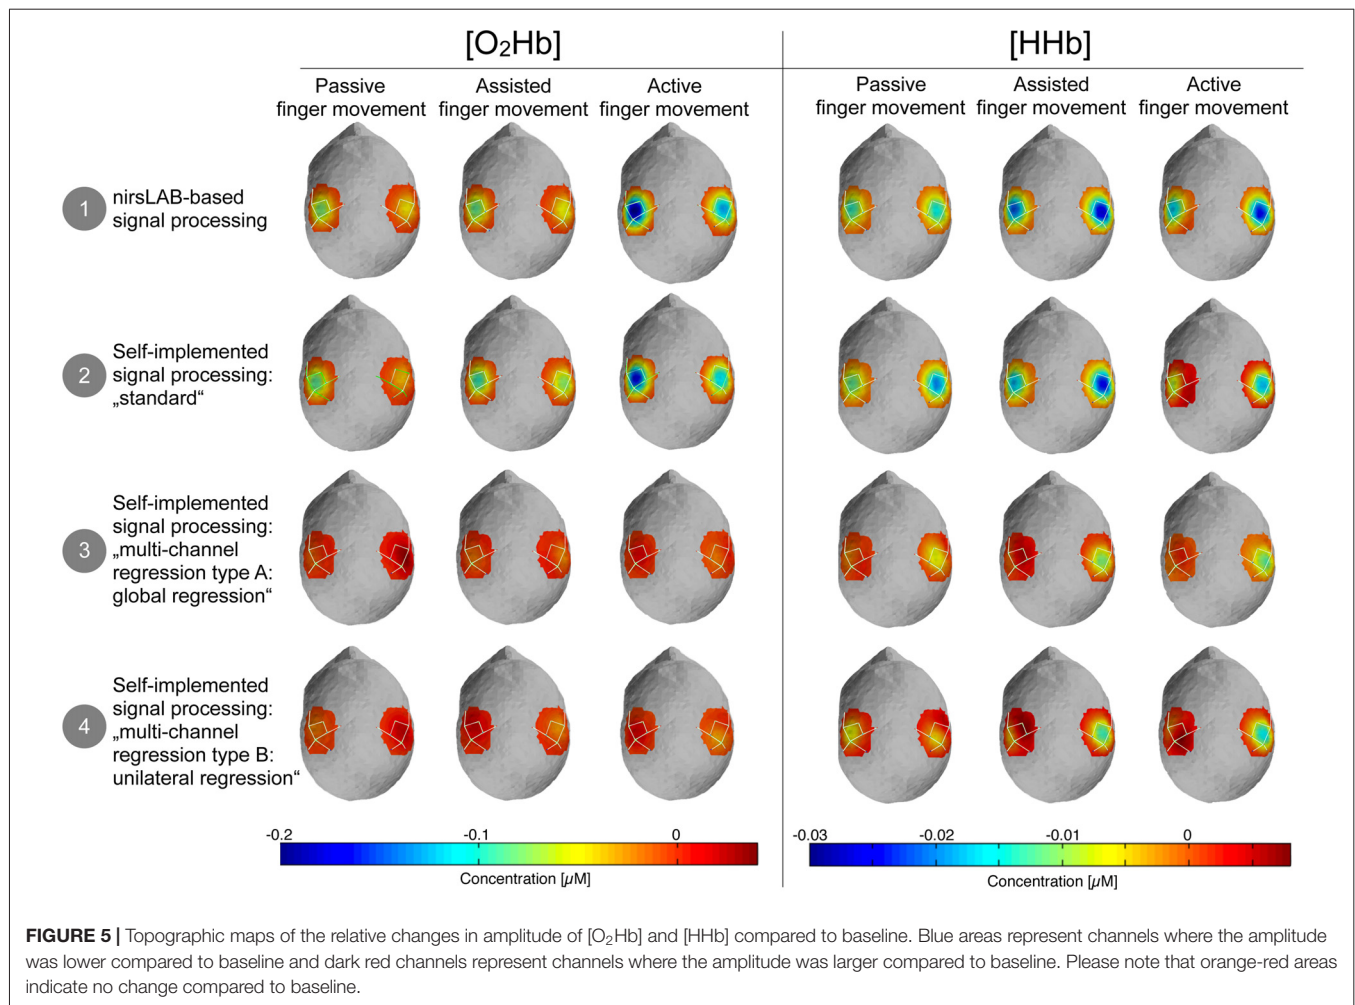 [O₂Hb]
[HHb]
Passive
finger movement
Assisted
finger movement
Active
finger movement
Passive
finger movement
Assisted
finger movement
Active
finger movement
1
nirsLAB-based
signal processing
2
Self-implemented
signal processing:
„standard“
3
Self-implemented
signal processing:
„multi-channel
regression type A:
global regression“
4
Self-implemented
signal processing:
„multi-channel
regression type B:
unilateral regression“
-0.2 -0.1 0
Concentration [µM]
-0.03 -0.02 -0.01 0
Concentration [µM]
FIGURE 5 | Topographic maps of the relative changes in amplitude of [O₂Hb] and [HHb] compared to baseline. Blue areas represent channels where the amplitude
was lower compared to baseline and dark red channels represent channels where the amplitude was larger compared to baseline. Please note that orange-red areas
indicate no change compared to baseline.